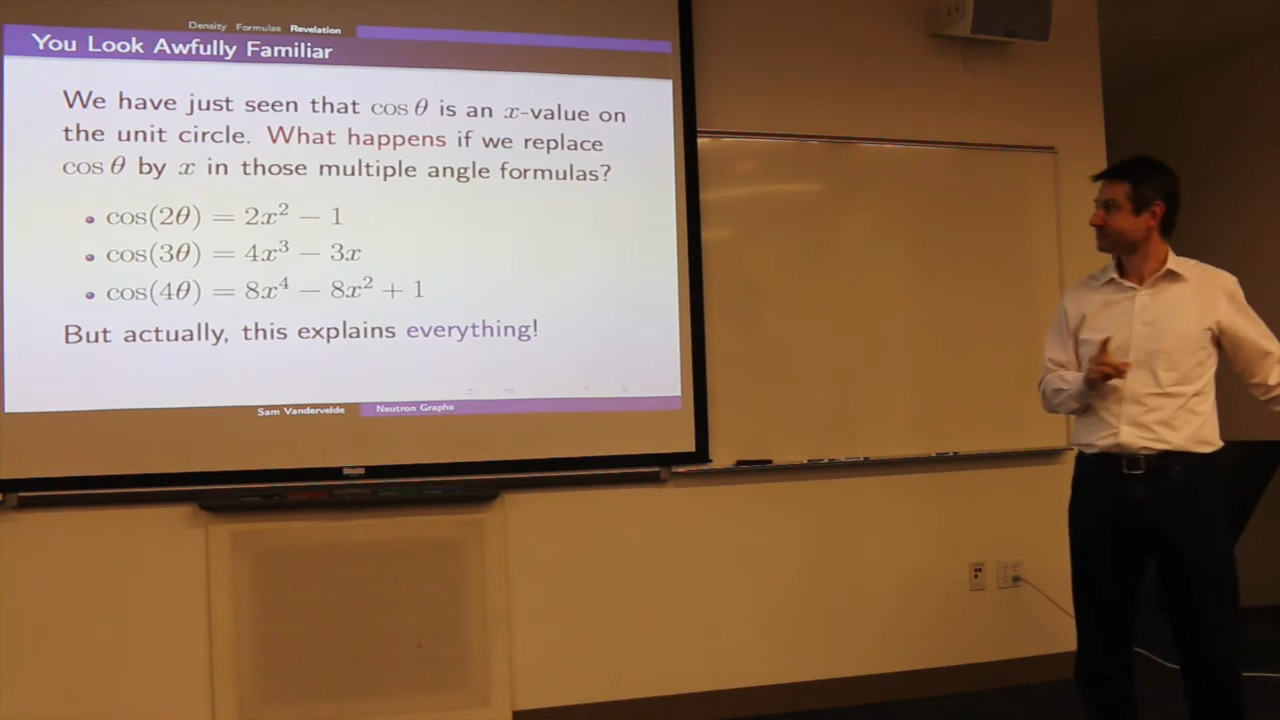 Density Formulas Revelation
You Look Awfully Familiar
We have just seen that cos θ is an x-value on
the unit circle. What happens if we replace
cos θ by x in those multiple angle formulas?
• cos(2θ) = 2x² − 1
• cos(3θ) = 4x³ − 3x
• cos(4θ) = 8x⁴ − 8x² + 1
But actually, this explains everything!
Sam Vandervelde Neutron Graphs